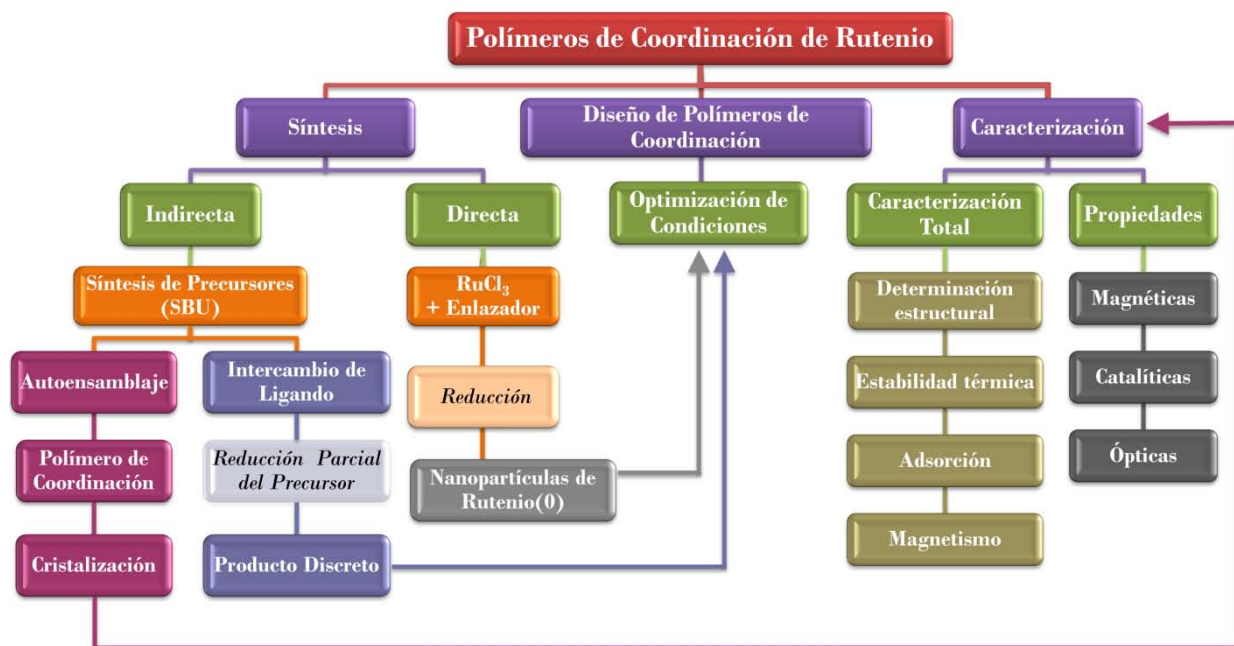 Polímeros de Coordinación de Rutenio
Síntesis
Diseño de Polímeros de
Coordinación
Caracterización
Indirecta
Directa
Optimización de
Condiciones
Caracterización
Total
Propiedades
Síntesis de Precursores
(SBU)
RuCl₃
+ Enlazador
Determinación
estructural
Magnéticas
Autoensamblaje
Intercambio de
Ligando
Reducción
Estabilidad térmica
Catalíticas
Polímero de
Coordinación
Reducción Parcial
del Precursor
Nanopartículas de
Rutenio(0)
Adsorción
Ópticas
Cristalización
Producto Discreto
Magnetismo